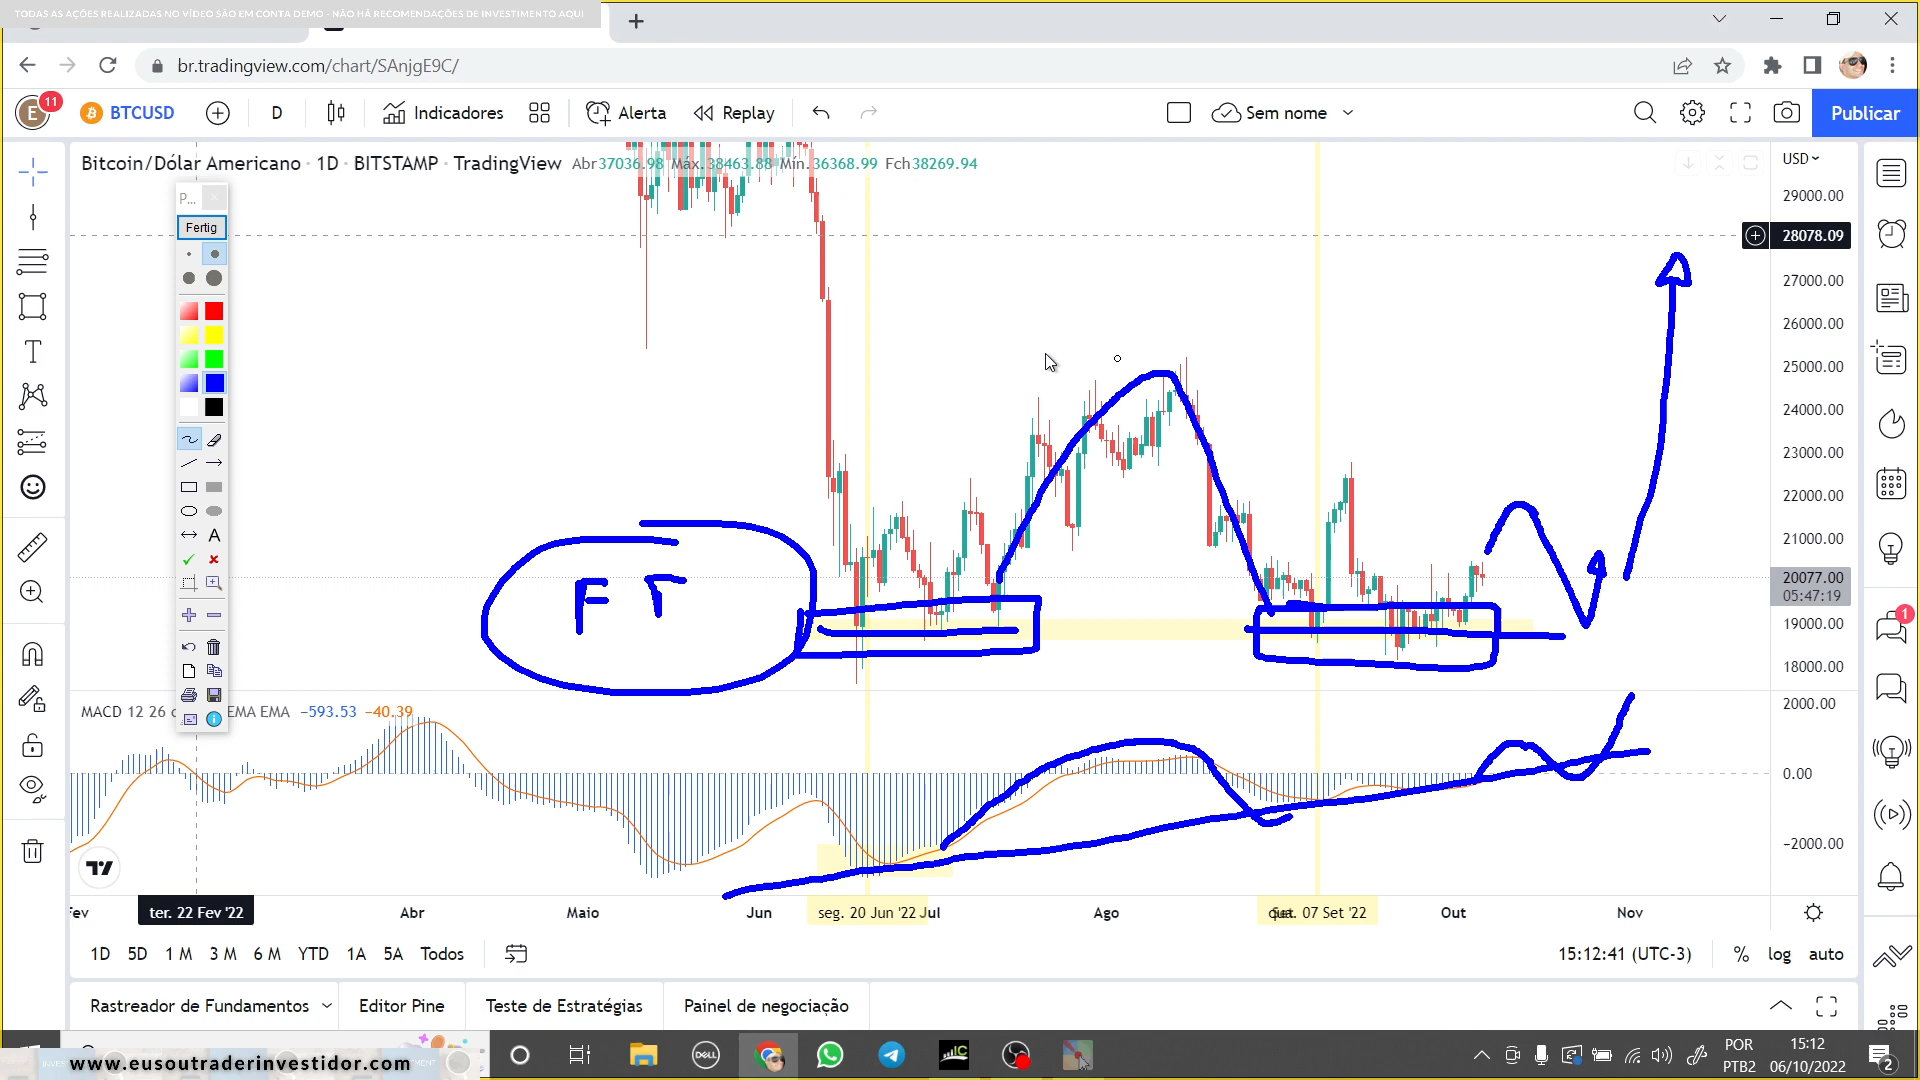 TODAS AS AÇÕES REALIZADAS NO VÍDEO SÃO EM CONTA DEMO - NÃO HÁ RECOMENDAÇÕES DE INVESTIMENTO AQUI
br.tradingview.com/chart/SAnjgE9C/
E 11 BTCUSD D Indicadores Alerta Replay Sem nome Publicar
Bitcoin/Dólar Americano · 1D · BITSTAMP · TradingView Abr37036.98 Máx.38463.88 Mín.36368.99 Fch38269.94
USD
P...
Fertig
A
29000.00
28078.09
27000.00
26000.00
25000.00
24000.00
23000.00
22000.00
21000.00
20077.00
05:47:19
19000.00
18000.00
F T
MACD 12 26 EMA EMA −593.53 −40.39
2000.00
0.00
−2000.00
1
ter. 22 Fev '22 Abr Maio Jun seg. 20 Jun '22 Jul Ago 07 Set '22 Out Nov
1D 5D 1 M 3 M 6 M YTD 1A 5A Todos 15:12:41 (UTC-3) % log auto
Rastreador de Fundamentos Editor Pine Teste de Estratégias Painel de negociação
www.eusoutraderinvestidor.com
DELL
POR
PTB2
15:12
06/10/2022
2